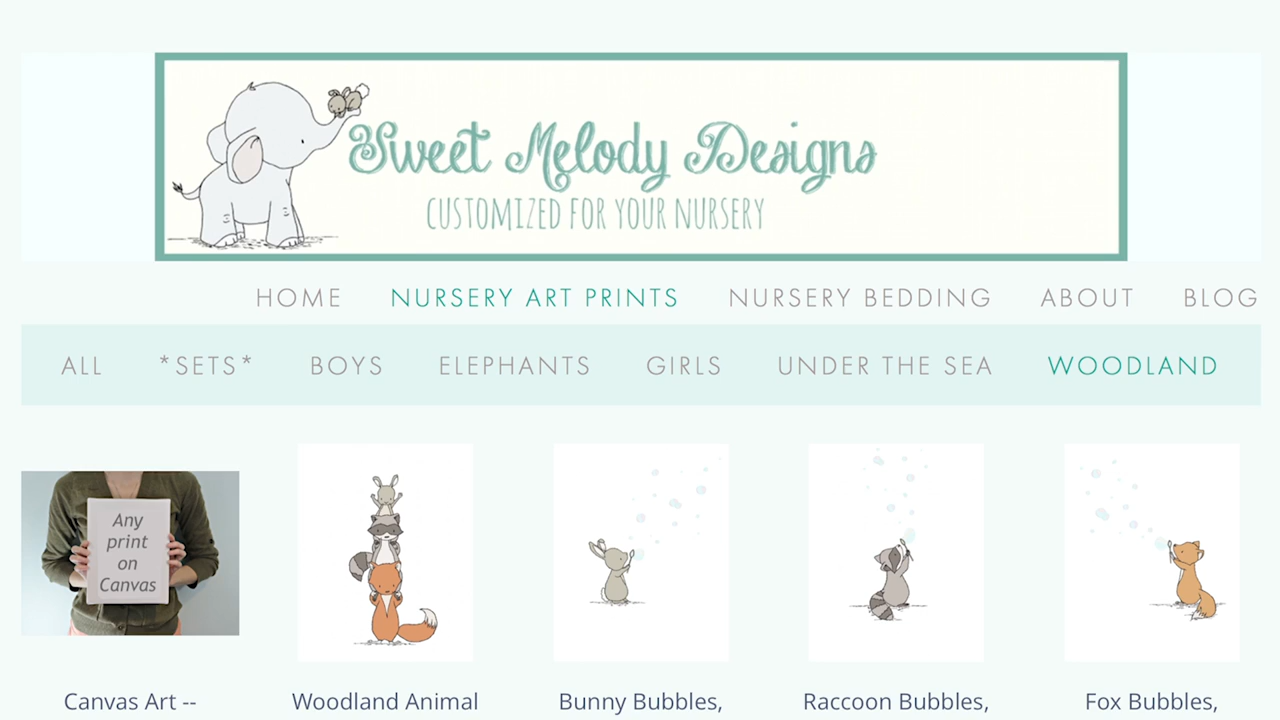 Sweet Melody Designs
CUSTOMIZED FOR YOUR NURSERY
HOME NURSERY ART PRINTS NURSERY BEDDING ABOUT BLOG
ALL *SETS* BOYS ELEPHANTS GIRLS UNDER THE SEA WOODLAND
Any
print
on
Canvas
Canvas Art -- Woodland Animal Bunny Bubbles, Raccoon Bubbles, Fox Bubbles,